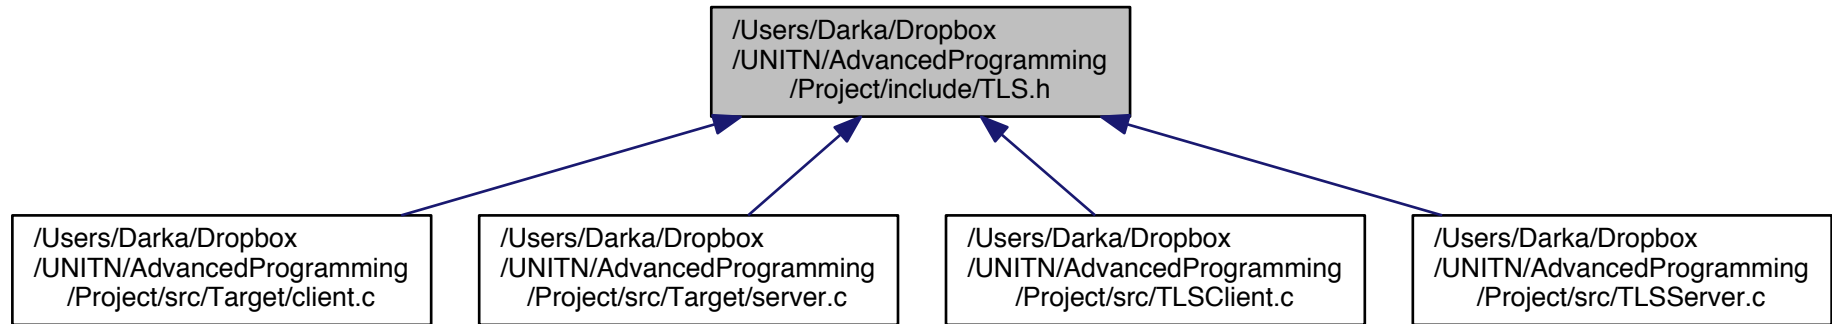 /Users/Darka/Dropbox
/UNITN/AdvancedProgramming
/Project/include/TLS.h
/Users/Darka/Dropbox
/UNITN/AdvancedProgramming
/Project/src/Target/client.c
/Users/Darka/Dropbox
/UNITN/AdvancedProgramming
/Project/src/Target/server.c
/Users/Darka/Dropbox
/UNITN/AdvancedProgramming
/Project/src/TLSClient.c
/Users/Darka/Dropbox
/UNITN/AdvancedProgramming
/Project/src/TLSServer.c